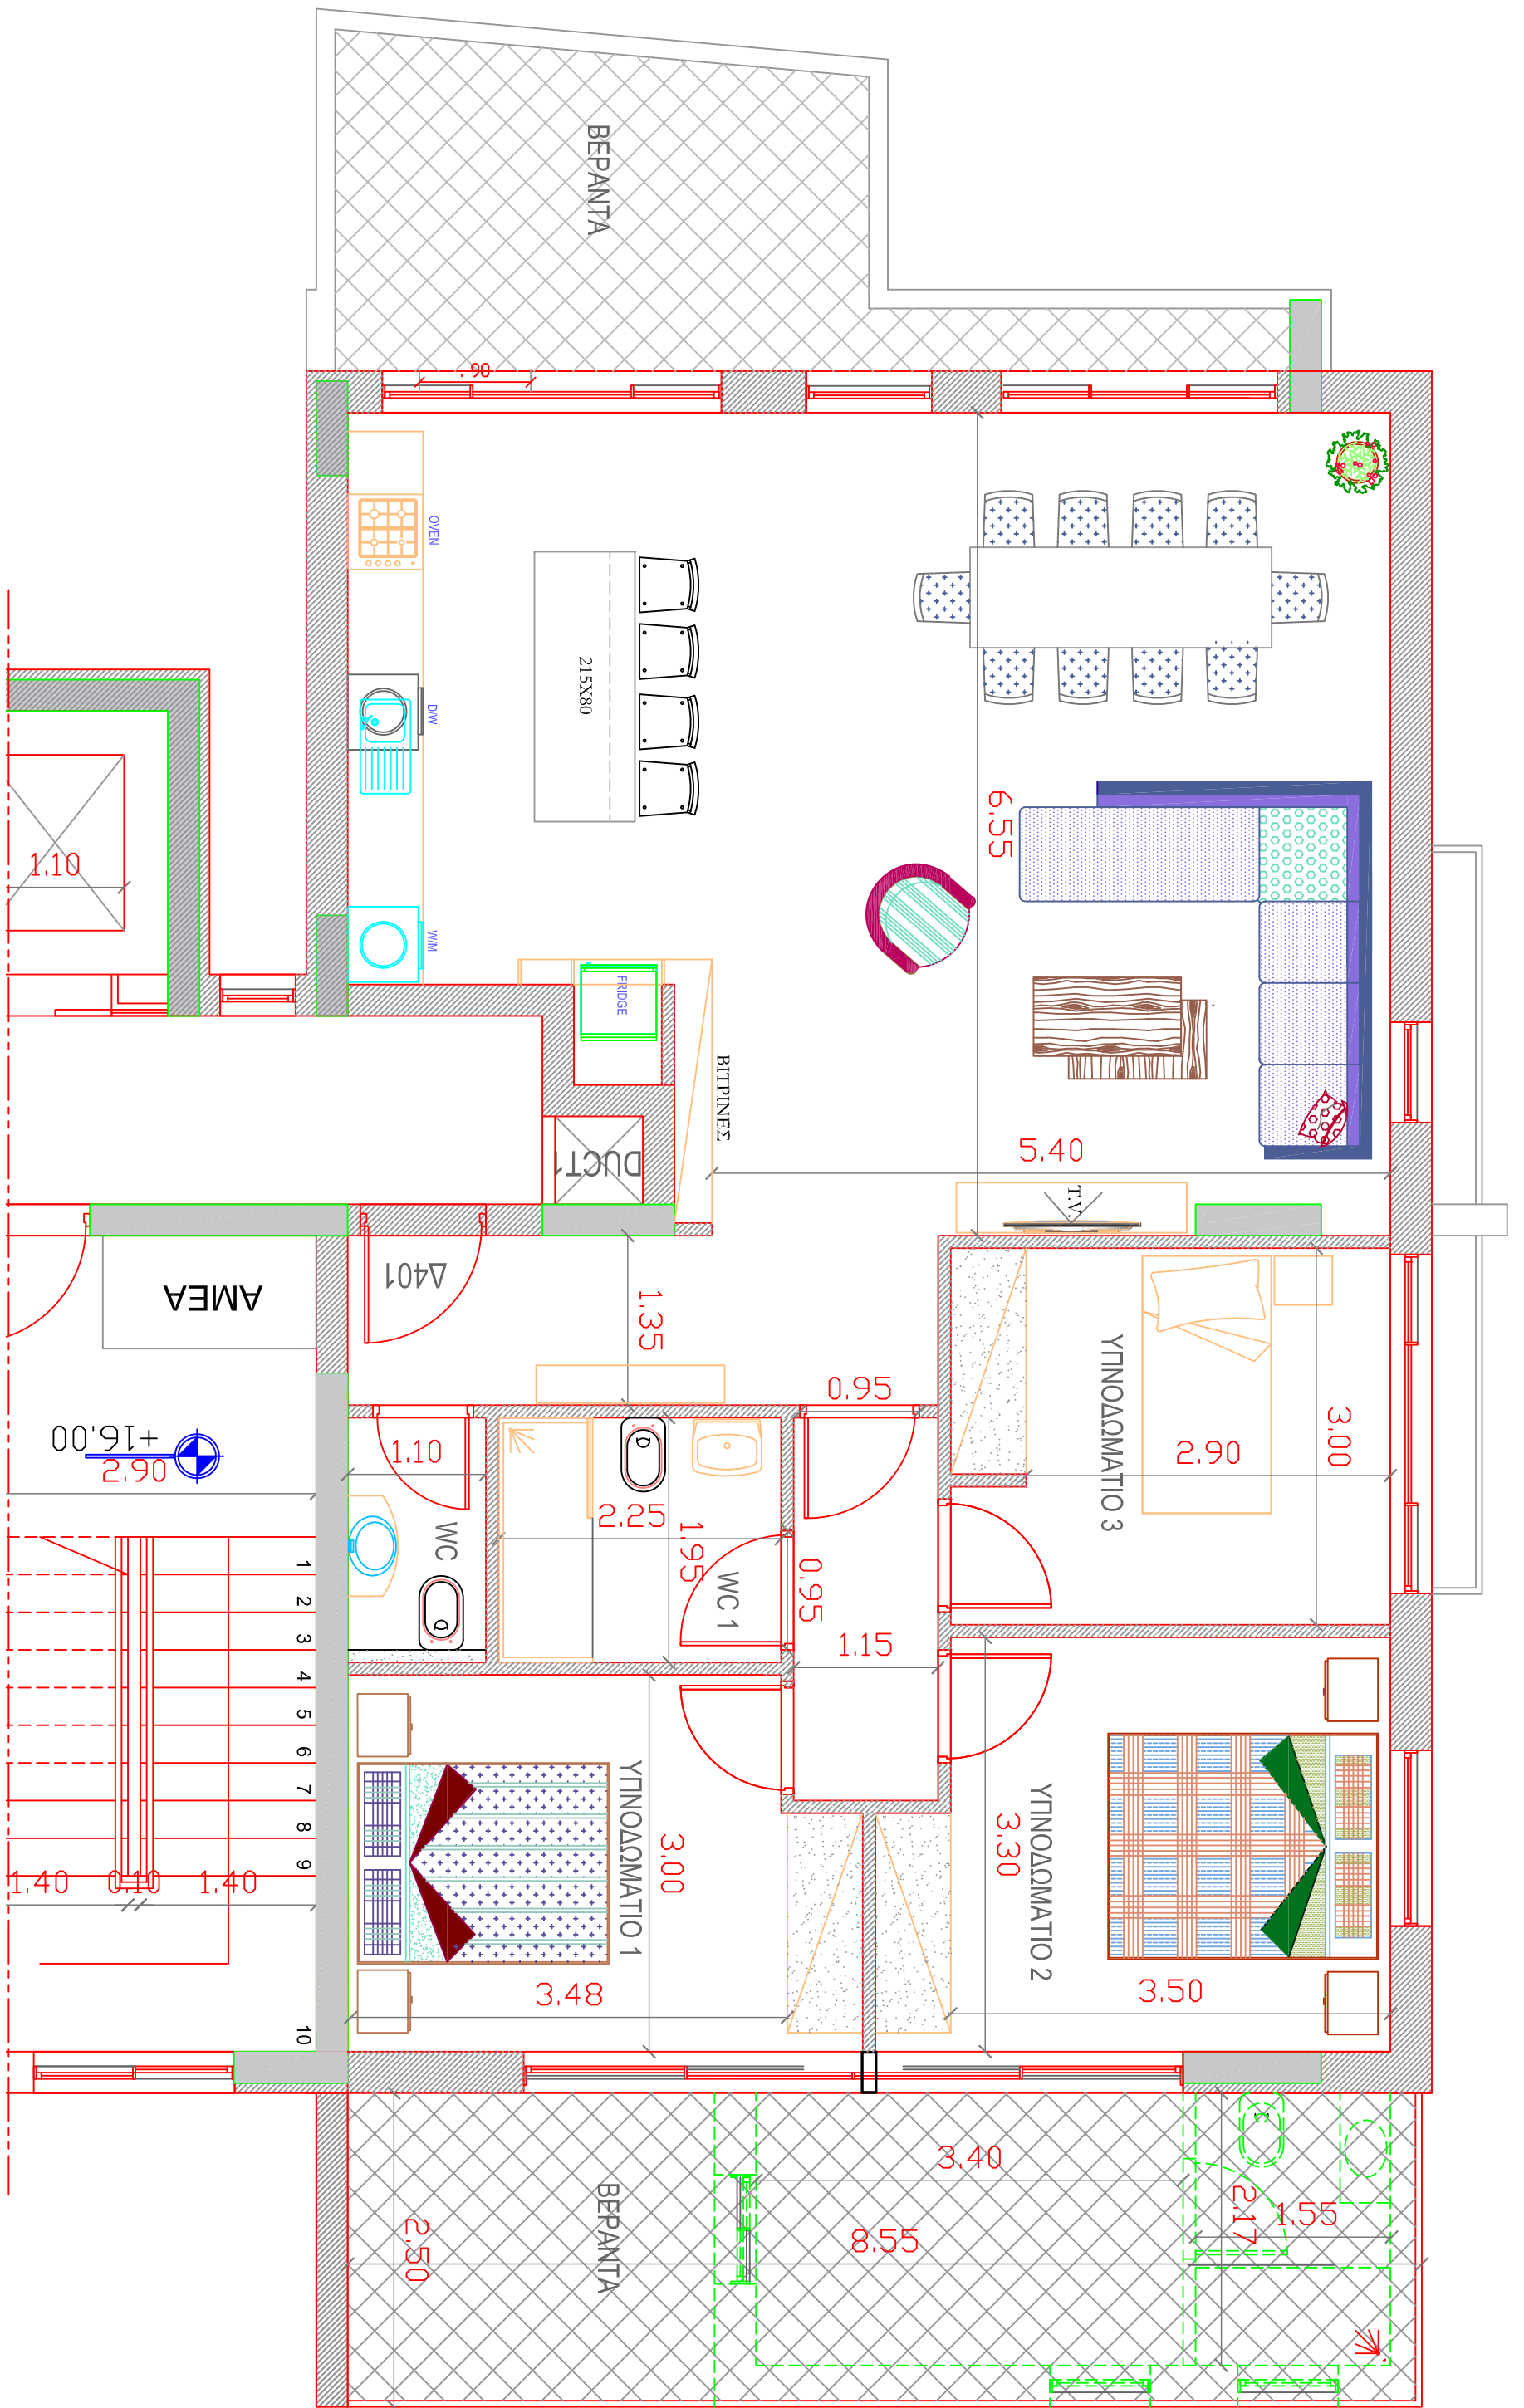 ΒΕΡΑΝΤΑ
.90
OVEN
215X80
D/W
6.55
1.10
W/M
FRIDGE
ΒΙΤΡΙΝΕΣ
5.40
DUCT1
T.V.
ΑΜΕΑ
Δ401
1.35
0.95
ΥΠΝΟΔΩΜΑΤΙΟ 3
3.00
2.90
+16.00
2.90
1.10
WC
2.25
1.95
WC 1
0.95
1.15
1
2
3
4
5
6
7
8
9
10
1.40
0.10
1.40
ΥΠΝΟΔΩΜΑΤΙΟ 1
3.00
3.48
ΥΠΝΟΔΩΜΑΤΙΟ 2
3.30
3.50
ΒΕΡΑΝΤΑ
2.50
3.40
8.55
2.17
1.55